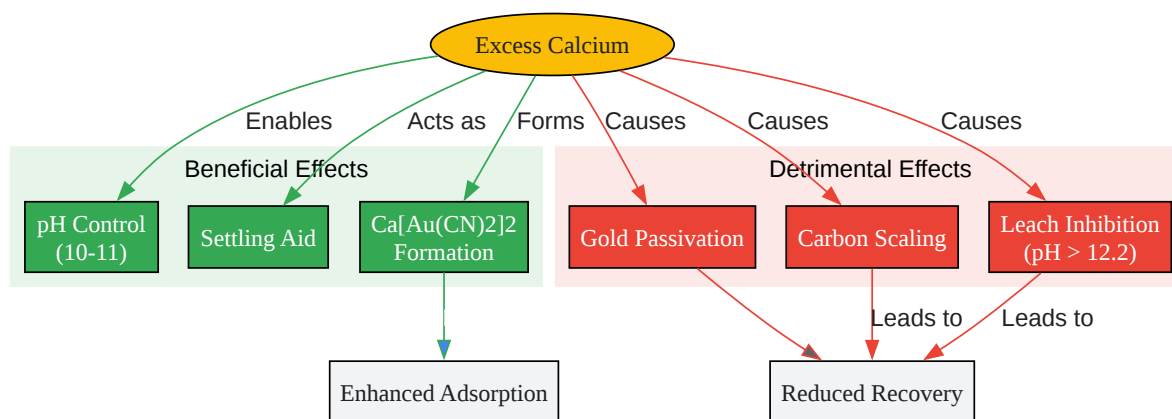 Excess Calcium
Enables
Acts as
Forms
Causes
Causes
Causes
Beneficial Effects
Detrimental Effects
pH Control
(10-11)
Settling Aid
Ca[Au(CN)2]2
Formation
Gold Passivation
Carbon Scaling
Leach Inhibition
(pH > 12.2)
Leads to
Leads to
Enhanced Adsorption
Reduced Recovery